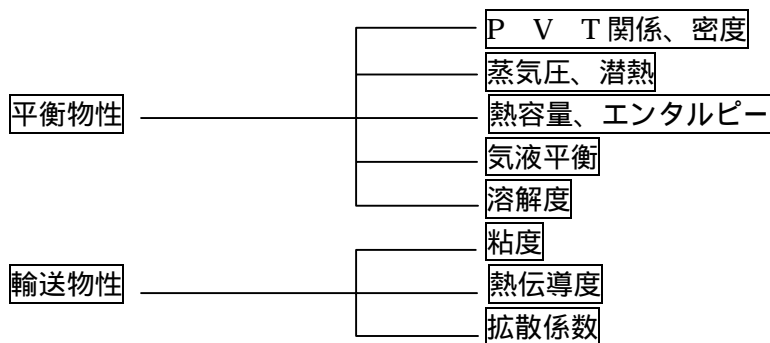 平衡物性
P V T関係、密度
蒸気圧、潜熱
熱容量、エンタルピー
気液平衡
溶解度
輸送物性
粘度
熱伝導度
拡散係数